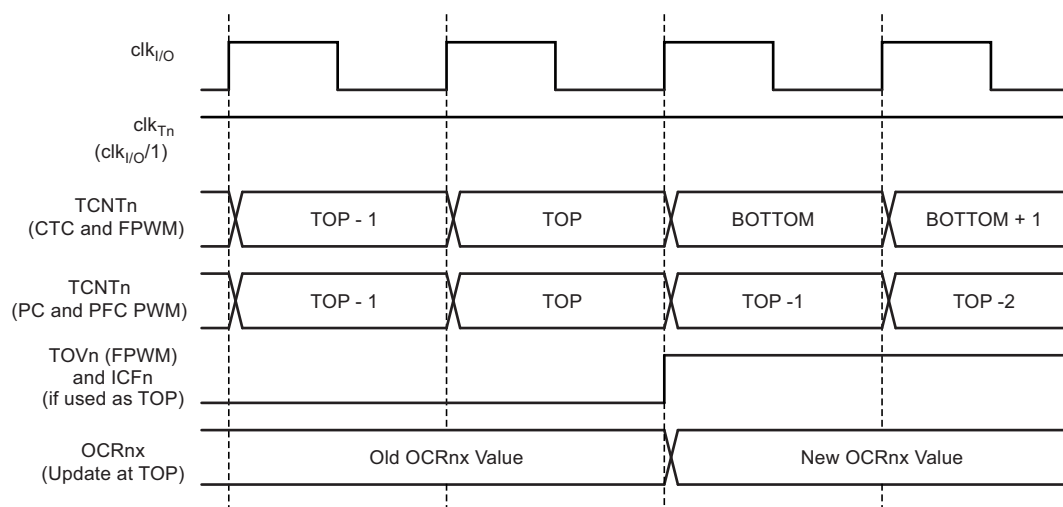 clkI/O
clkTn
(clkI/O/1)
TCNTn
(CTC and FPWM)
TOP - 1
TOP
BOTTOM
BOTTOM + 1
TCNTn
(PC and PFC PWM)
TOP - 1
TOP
TOP -1
TOP -2
TOVn (FPWM)
and ICFn
(if used as TOP)
OCRnx
(Update at TOP)
Old OCRnx Value
New OCRnx Value